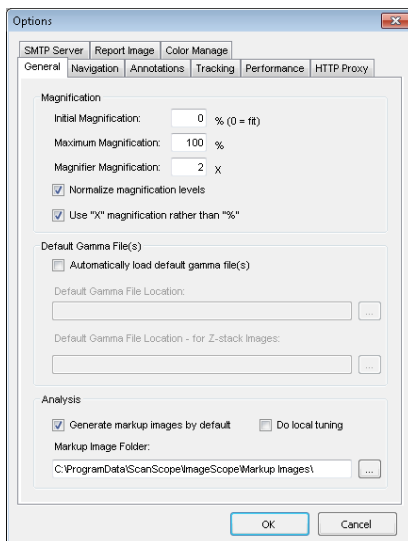 Options
SMTP Server Report Image Color Manage
General Navigation Annotations Tracking Performance HTTP Proxy
Magnification
Initial Magnification: 0 % (0 = fit)
Maximum Magnification: 100 %
Magnifier Magnification: 2 X
Normalize magnification levels
Use "X" magnification rather than "%"
Default Gamma File(s)
Automatically load default gamma file(s)
Default Gamma File Location:
...
Default Gamma File Location - for Z-stack Images:
...
Analysis
Generate markup images by default Do local tuning
Markup Image Folder:
C:\ProgramData\ScanScope\ImageScope\Markup Images\ ...
OK Cancel